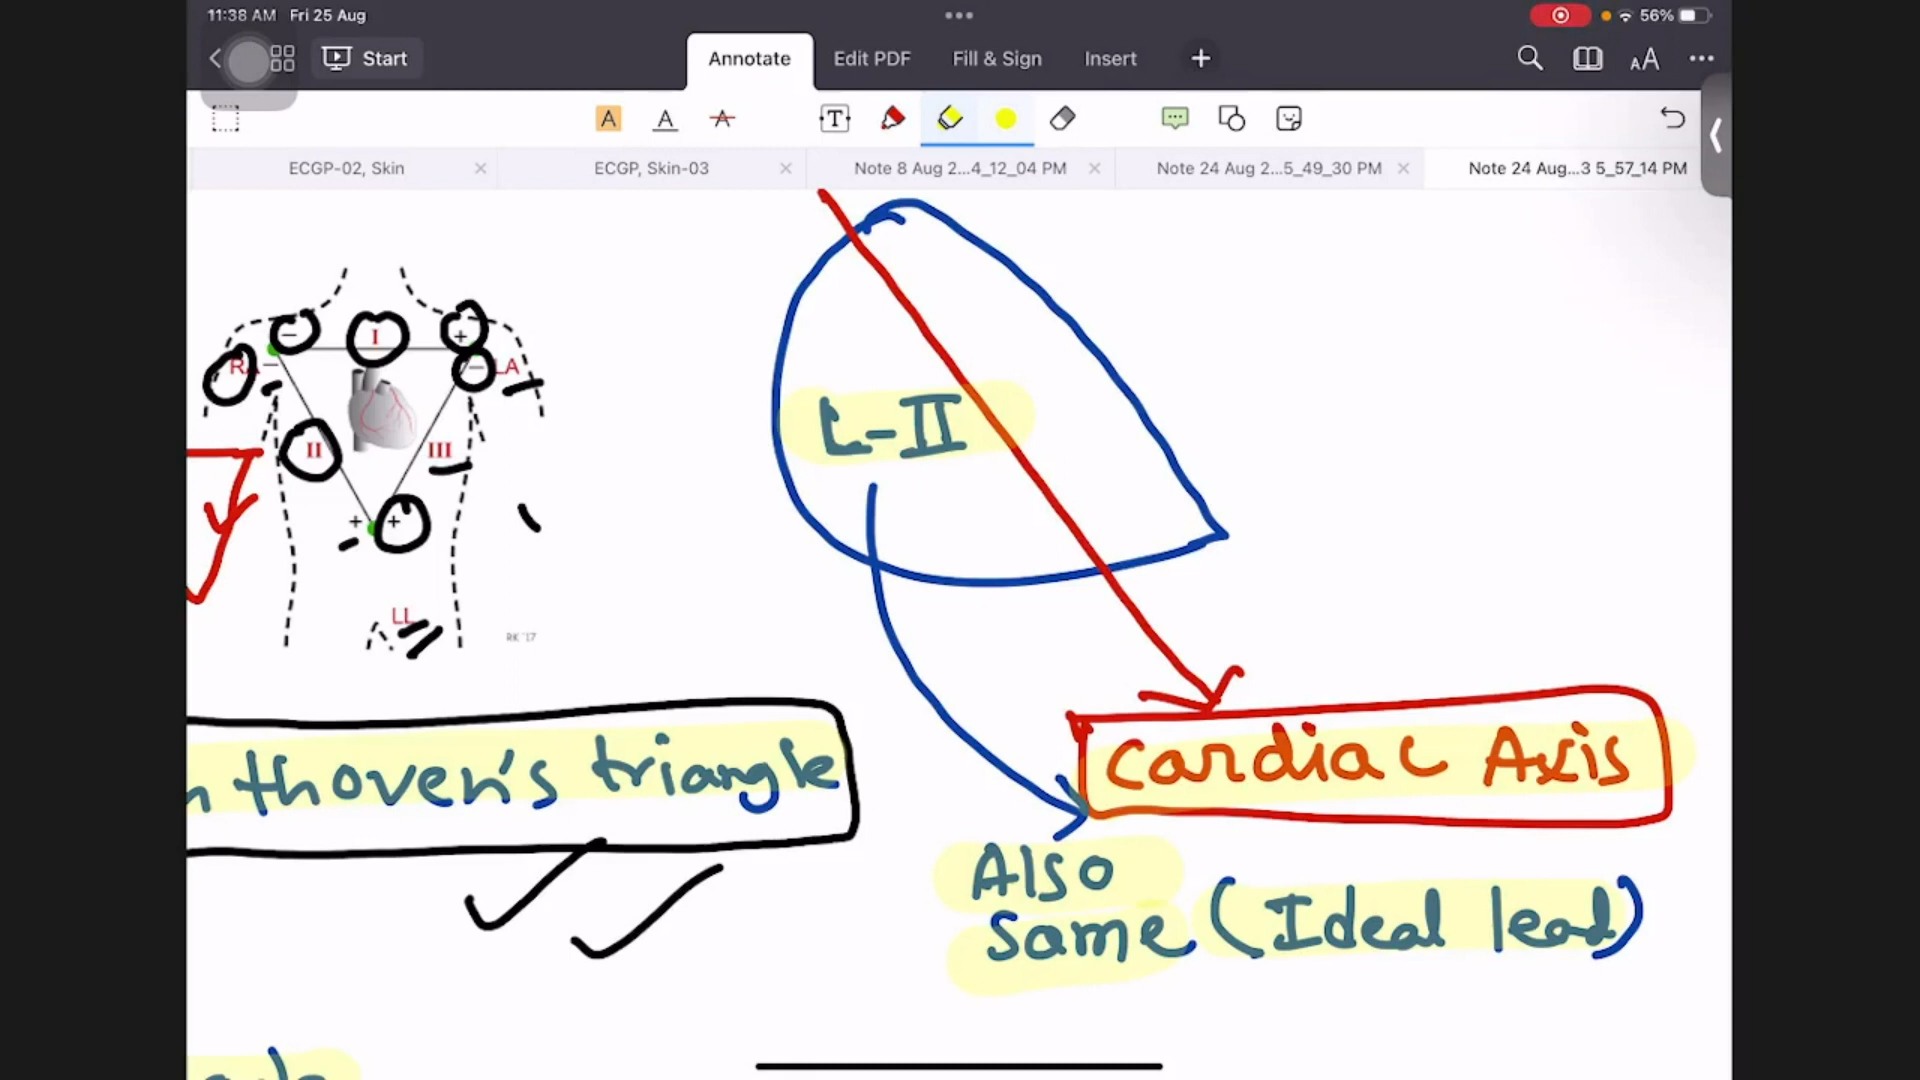 11:38 AM Fri 25 Aug
56%
Start
Annotate
Edit PDF
Fill & Sign
Insert
ECGP-02, Skin
ECGP, Skin-03
Note 8 Aug 2...4_12_04 PM
Note 24 Aug 2...5_49_30 PM
Note 24 Aug...3 5_57_14 PM
− I +
RA − − LA
II III
+ +
LL
RK '17
L-II
thoven's triangle
Cardiac Axis
Also
same (Ideal lead)